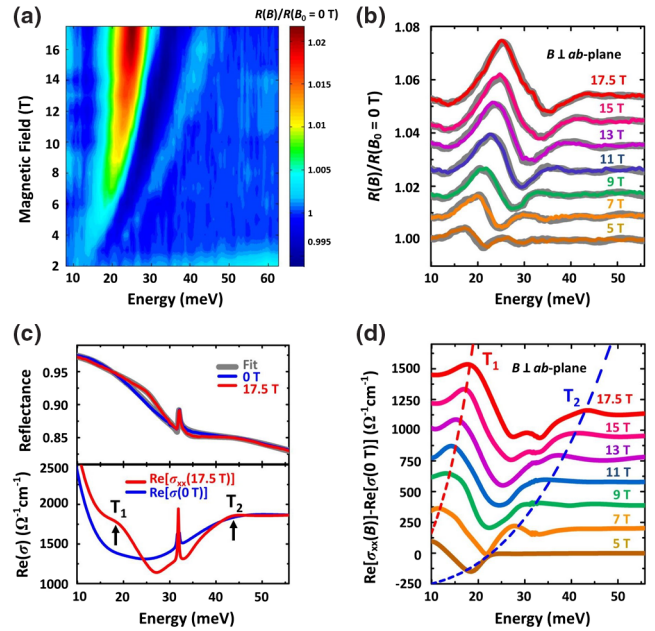 (a)
R(B)/R(B₀ = 0 T)
Magnetic Field (T)
16
14
12
10
8
6
4
2
10 20 30 40 50 60
Energy (meV)
1.02
1.015
1.01
1.005
1
0.995
(b)
R(B)/R(B₀ = 0 T)
1.08
1.06
1.04
1.02
1.00
B ⊥ ab-plane
17.5 T
15 T
13 T
11 T
9 T
7 T
5 T
10 20 30 40 50
Energy (meV)
(c)
Reflectance
0.95
0.90
0.85
Fit
0 T
17.5 T
Re(σ) (Ω⁻¹cm⁻¹)
2500
2000
1500
1000
Re[σxx(17.5 T)]
Re[σ(0 T)]
T₁
T₂
10 20 30 40 50
Energy (meV)
(d)
Re[σxx(B)]-Re[σ(0 T)] (Ω⁻¹cm⁻¹)
1500
1250
1000
750
500
250
0
-250
T₁
B ⊥ ab-plane
T₂
17.5 T
15 T
13 T
11 T
9 T
7 T
5 T
10 20 30 40 50
Energy (meV)